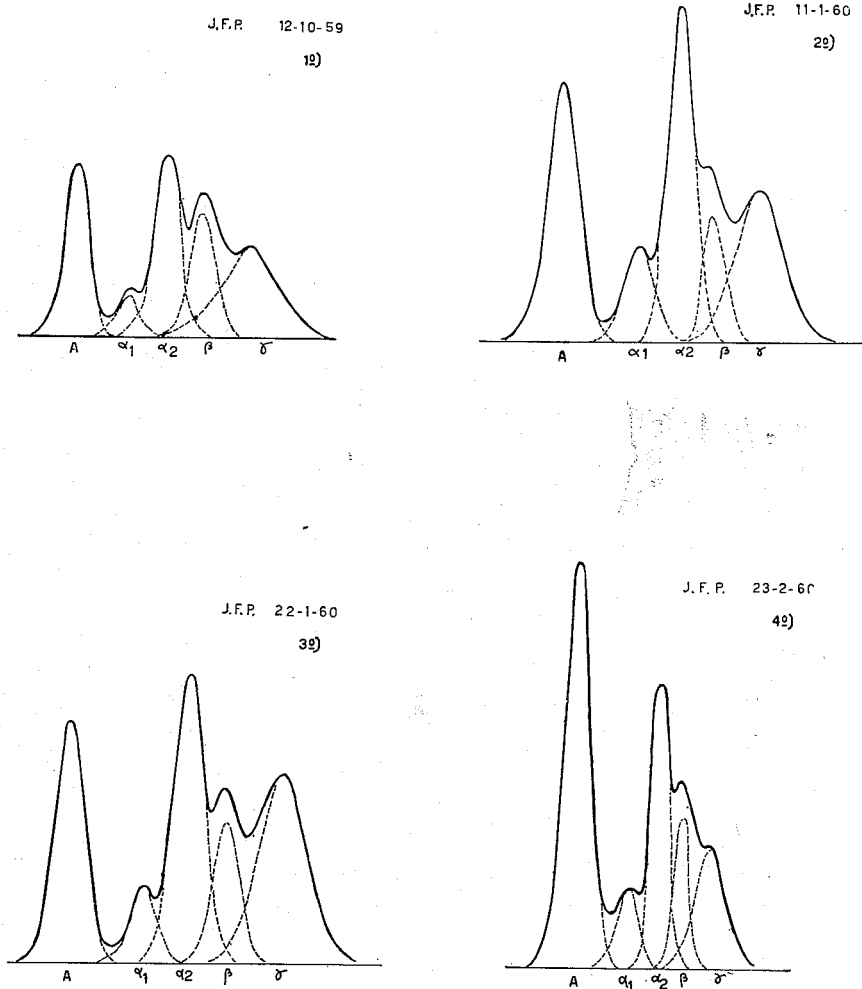 J.F.P. 12-10-59
1º)
A α1 α2 β γ
J.F.P. 11-1-60
2º)
A α1 α2 β γ
J.F.P. 22-1-60
3º)
A α1 α2 β γ
J.F.P. 23-2-60
4º)
A α1 α2 β γ